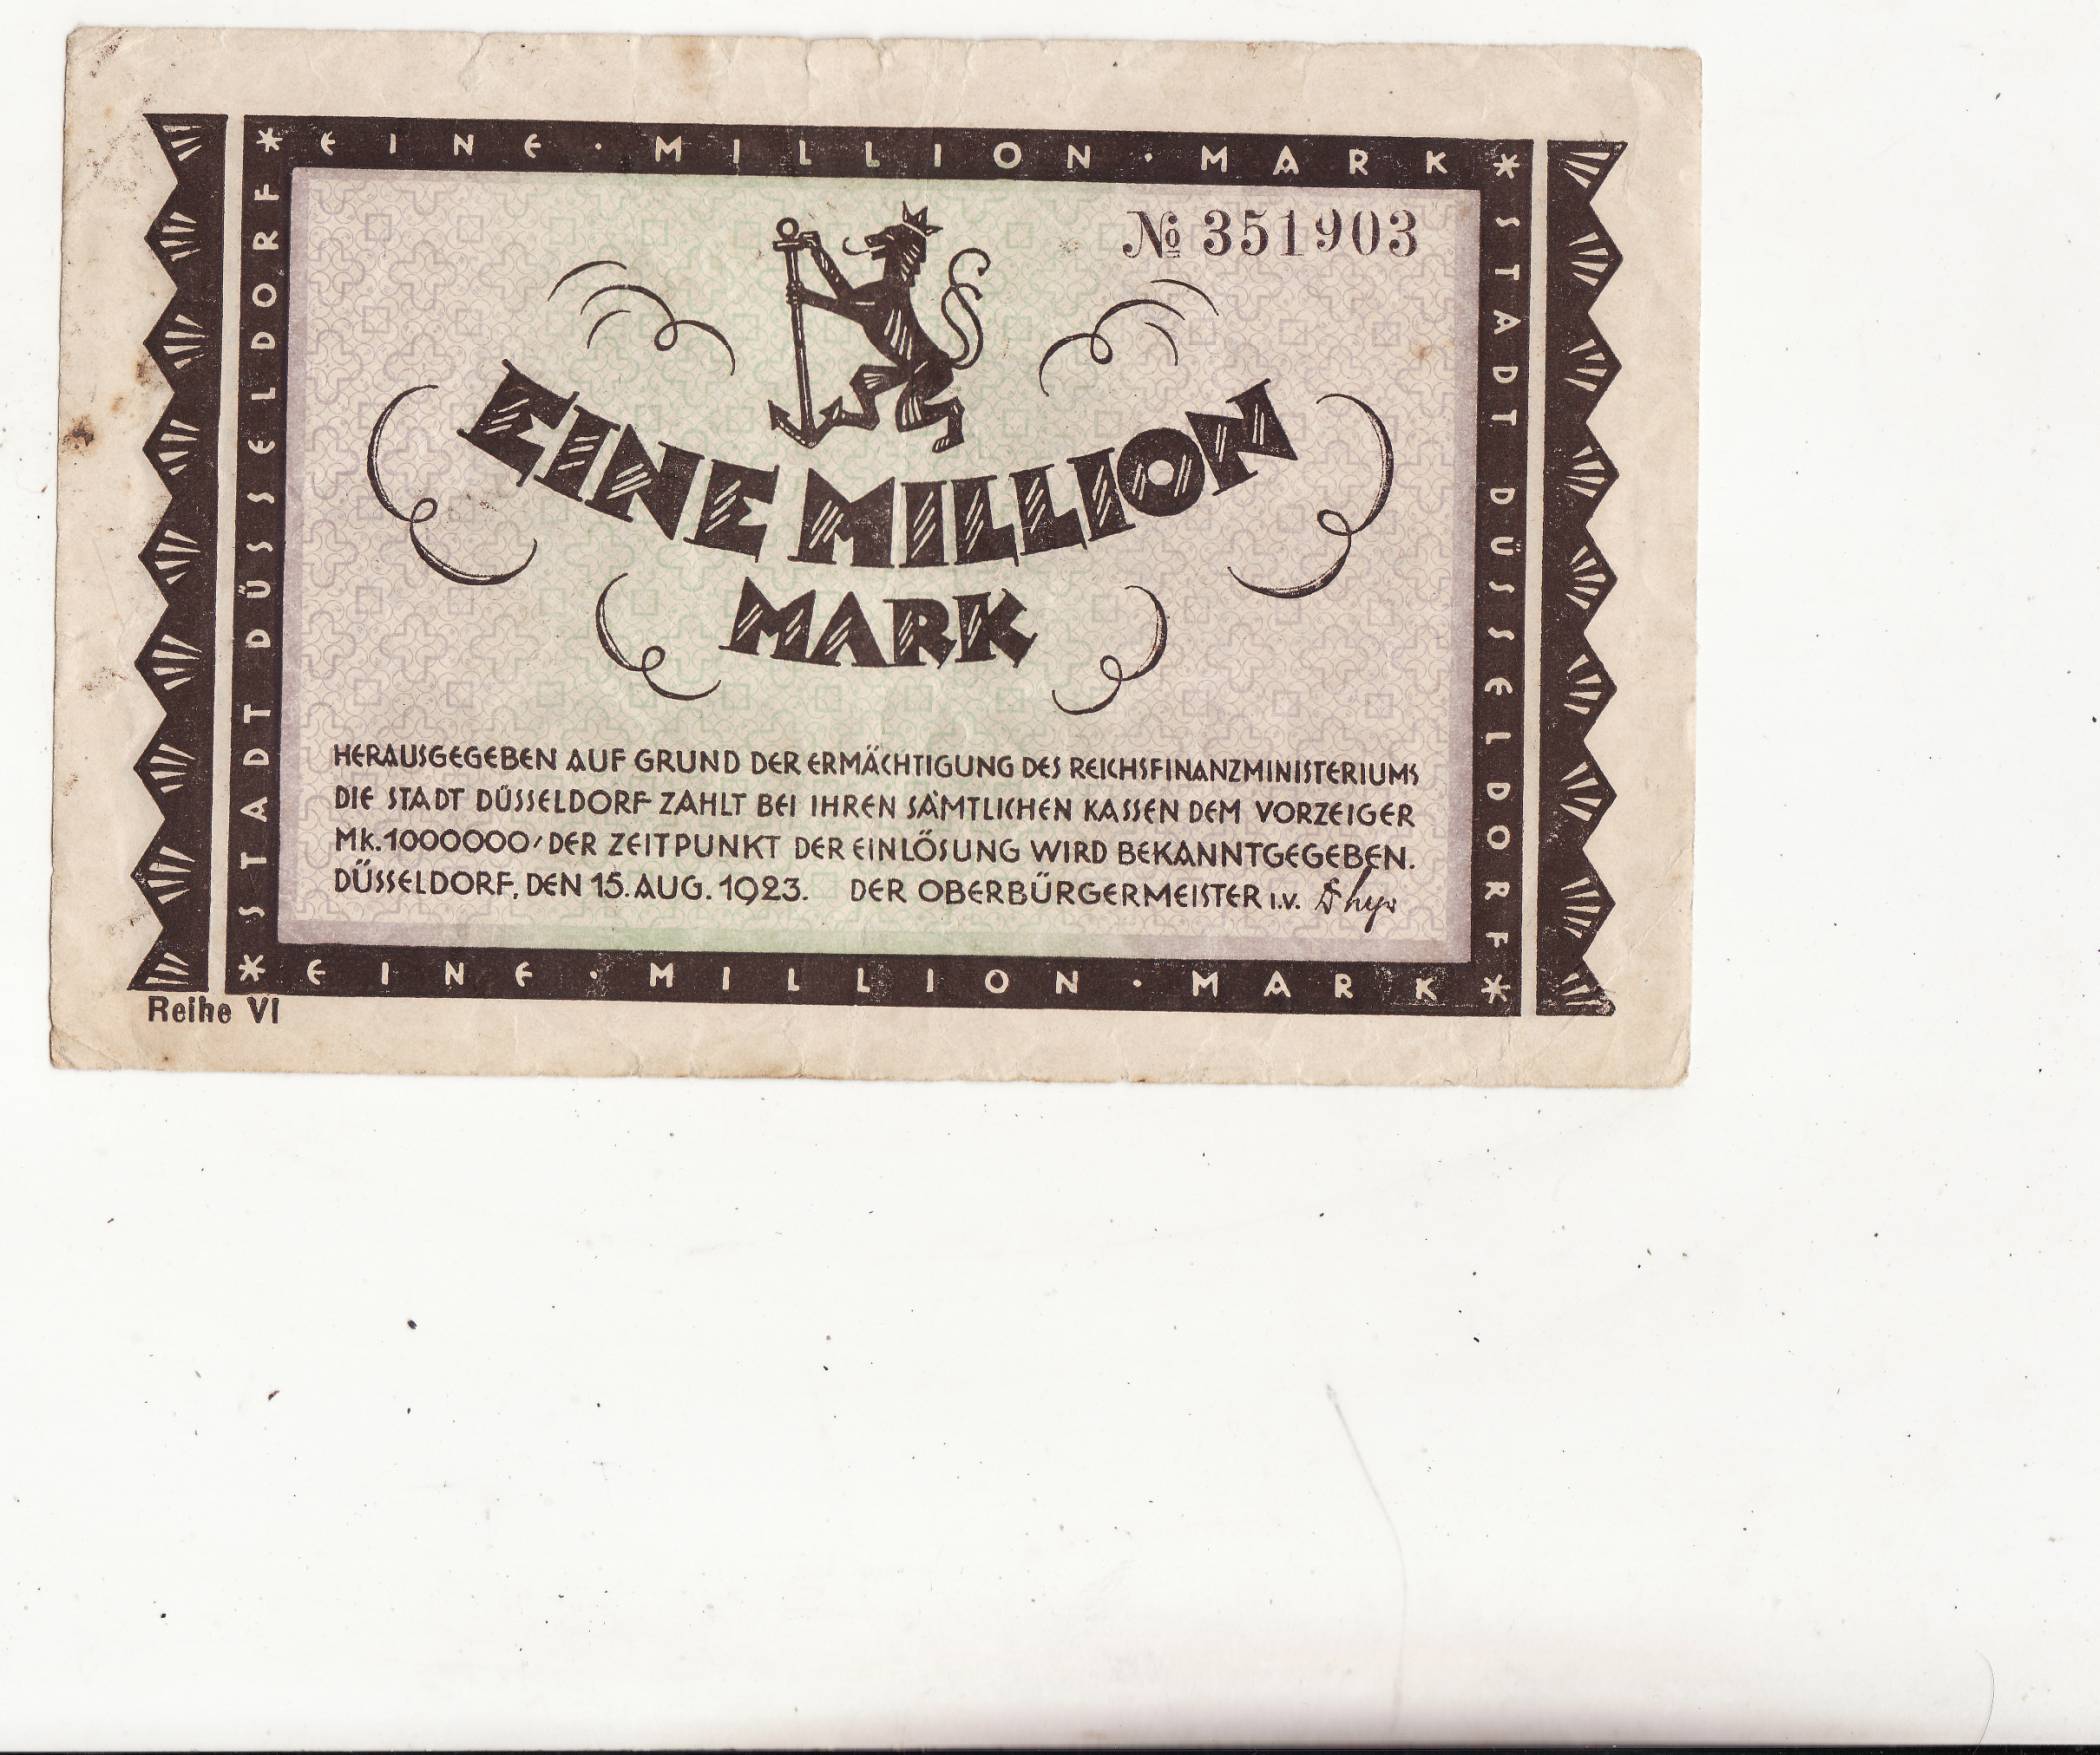 * EINE · MILLION · MARK *
STADT DÜSSELDORF
STADT DÜSSELDORF
№ 351903
EINE MILLION
MARK
HERAUSGEGEBEN AUF GRUND DER ERMÄCHTIGUNG DES REICHSFINANZMINISTERIUMS
DIE STADT DÜSSELDORF ZAHLT BEI IHREN SÄMTLICHEN KASSEN DEM VORZEIGER
MK.1000000/DER ZEITPUNKT DER EINLÖSUNG WIRD BEKANNTGEGEBEN.
DÜSSELDORF, DEN 15. AUG. 1923. DER OBERBÜRGERMEISTER I.V.
* EINE · MILLION · MARK *
Reihe VI